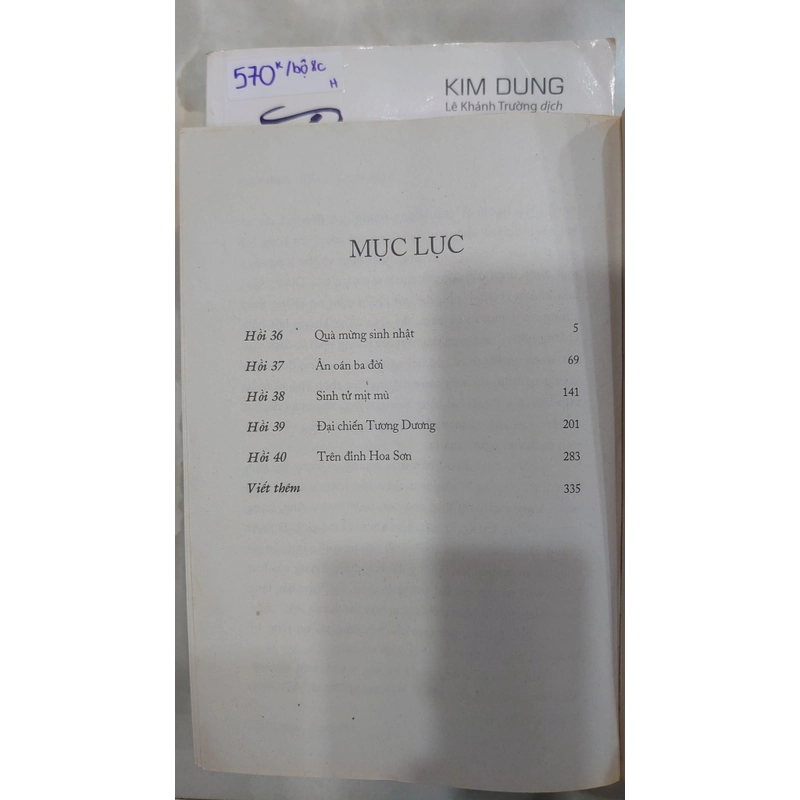 570K/bộ 8c
H
KIM DUNG
Lê Khánh Trường dịch
MỤC LỤC
Hồi 36 Quà mừng sinh nhật 5
Hồi 37 Ân oán ba đời 69
Hồi 38 Sinh tử mịt mù 141
Hồi 39 Đại chiến Tương Dương 201
Hồi 40 Trên đỉnh Hoa Sơn 283
Viết thêm 335